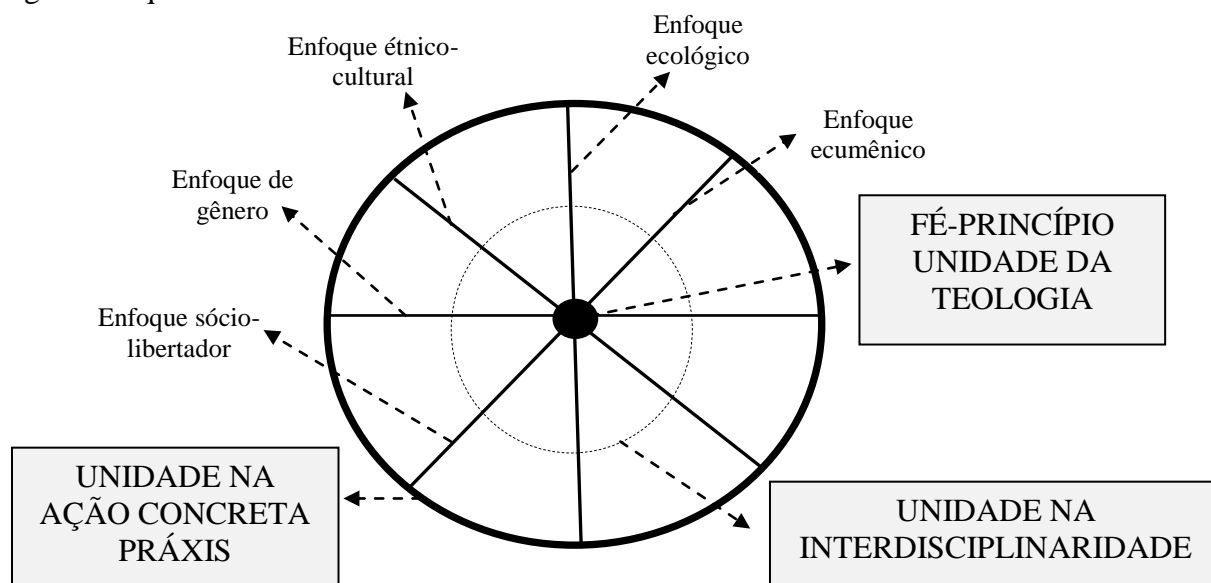 Enfoque
ecológico
Enfoque étnico-
cultural
Enfoque
ecumênico
Enfoque de
gênero
FÉ-PRINCÍPIO
UNIDADE DA
TEOLOGIA
Enfoque sócio-
libertador
UNIDADE NA
AÇÃO CONCRETA
PRÁXIS
UNIDADE NA
INTERDISCIPLINARIDADE